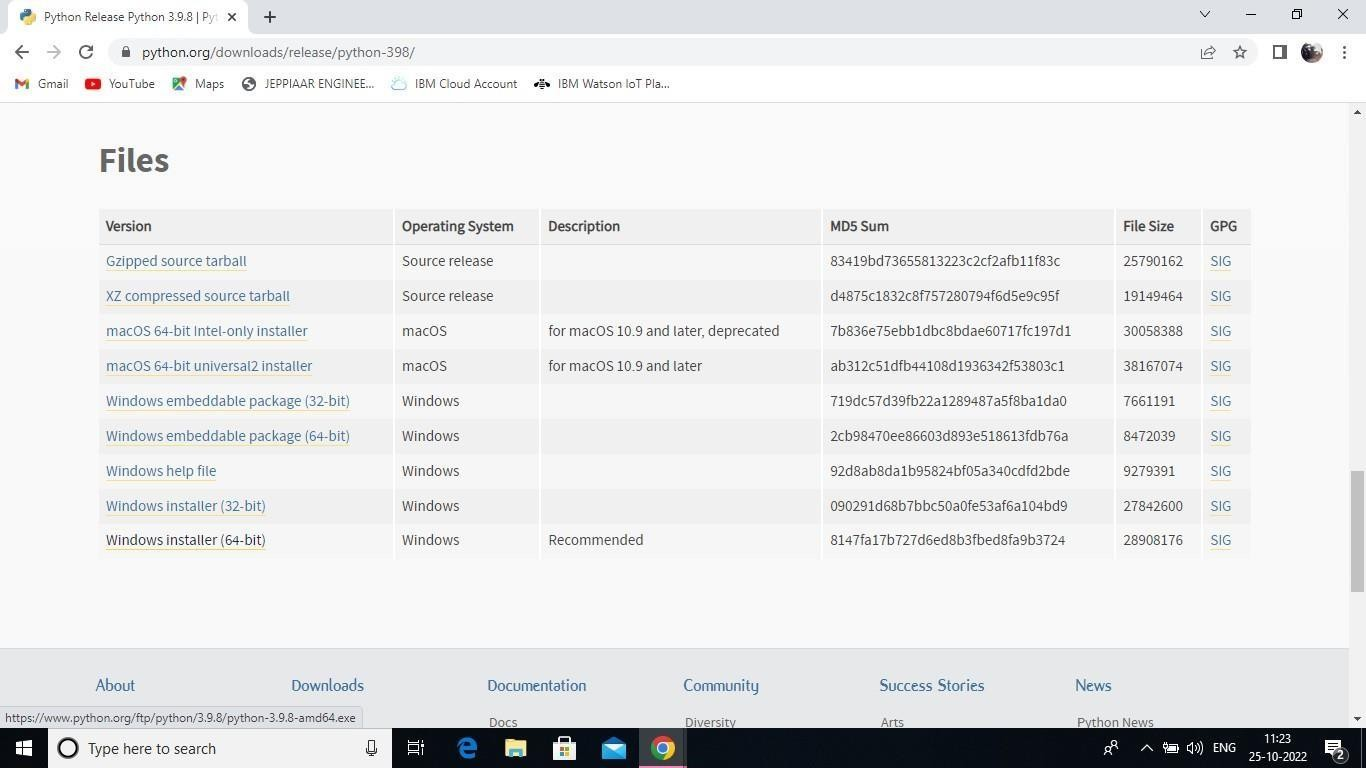 Python Release Python 3.9.8 | Pyt
python.org/downloads/release/python-398/
Gmail YouTube Maps JEPPIAAR ENGINEE... IBM Cloud Account IBM Watson IoT Pla...
Files
Version Operating System Description MD5 Sum File Size GPG
Gzipped source tarball Source release 83419bd73655813223c2cf2afb11f83c 25790162 SIG
XZ compressed source tarball Source release d4875c1832c8f757280794f6d5e9c95f 19149464 SIG
macOS 64-bit Intel-only installer macOS for macOS 10.9 and later, deprecated 7b836e75ebb1dbc8bdae60717fc197d1 30058388 SIG
macOS 64-bit universal2 installer macOS for macOS 10.9 and later ab312c51dfb44108d1936342f53803c1 38167074 SIG
Windows embeddable package (32-bit) Windows 719dc57d39fb22a1289487a5f8ba1da0 7661191 SIG
Windows embeddable package (64-bit) Windows 2cb98470ee86603d893e518613fdb76a 8472039 SIG
Windows help file Windows 92d8ab8da1b95824bf05a340cdfd2bde 9279391 SIG
Windows installer (32-bit) Windows 090291d68b7bbc50a0fe53af6a104bd9 27842600 SIG
Windows installer (64-bit) Windows Recommended 8147fa17b727d6ed8b3fbed8fa9b3724 28908176 SIG
About Downloads Documentation Community Success Stories News
https://www.python.org/ftp/python/3.9.8/python-3.9.8-amd64.exe Docs Diversity Arts Python News
Type here to search ENG 11:23
25-10-2022 2